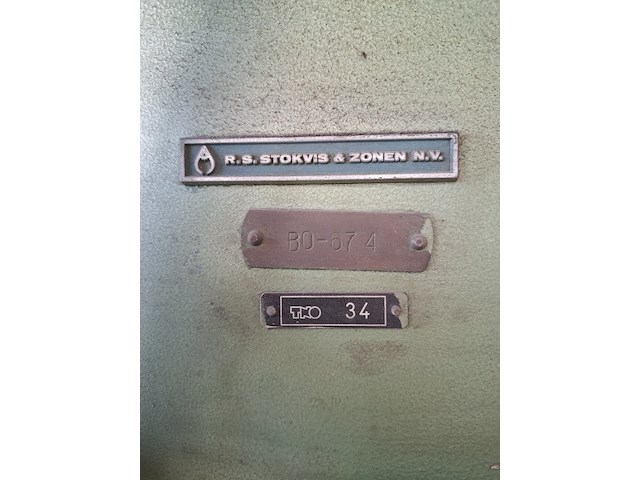 R.S. STOKVIS & ZONEN N.V.
BO-67 4
TNO 34